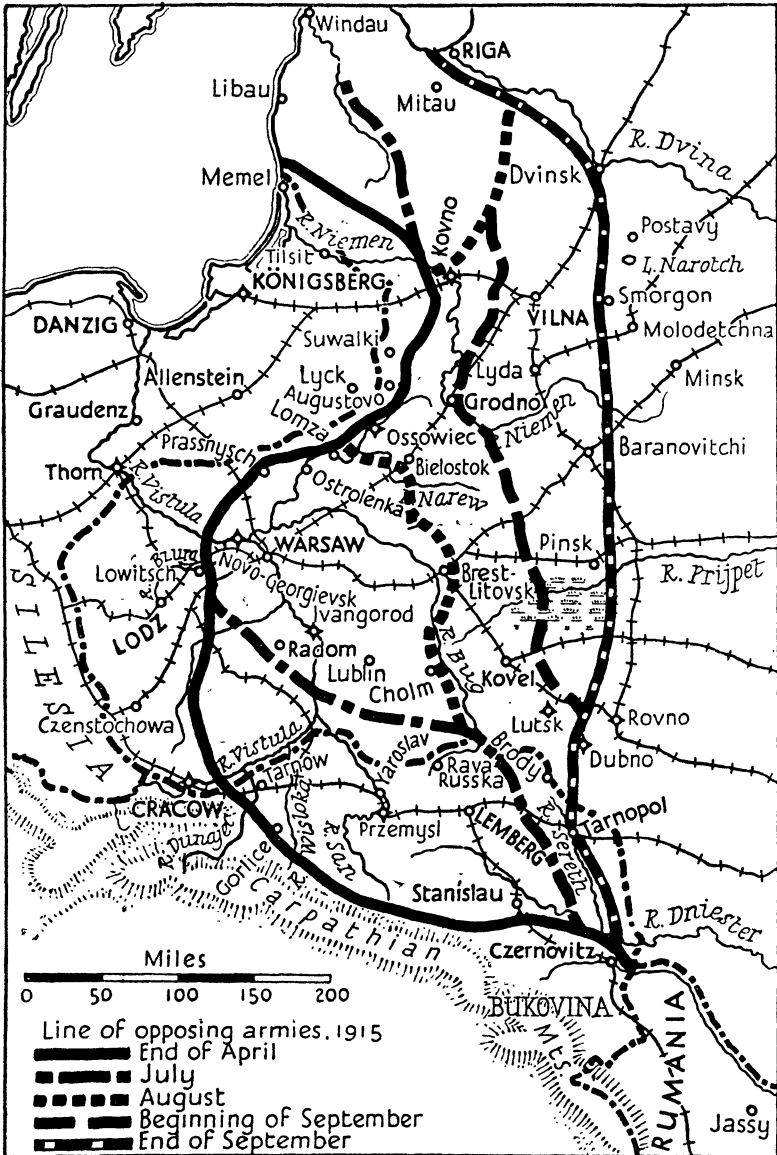 Windau
RIGA
Libau
Mitau
R. Dvina
Dvinsk
Memel
Kovno
R. Niemen
Postavy
Tilsit
L. Narotch
KÖNIGSBERG
Smorgon
DANZIG
VILNA
Molodetchna
Suwalki
Lyck
Lyda
Minsk
Allenstein
Augustovo
Grodno
Graudenz
Lomza
R. Niemen
Ossowiec
Prassnysch
Baranovitchi
Bielostok
Thorn
R. Vistula
Ostrolenka
R. Narew
WARSAW
Pinsk
R. Bzura
Novo-Georgievsk
Lowitsch
Brest-
Litovsk
R. Prijpet
SILESIA
Ivangorod
LODZ
Radom
R. Bug
Lublin
Kovel
Cholm
Czenstochowa
Lutsk
Rovno
R. Vistula
Yaroslav
Brody
Dubno
Rava
Russka
Tarnow
CRACOW
R. Wisloka
Przemysl
LEMBERG
R. Sereth
Tarnopol
R. Dunajec
R. San
Gorlice
Stanislau
Carpathian
Mts.
R. Dniester
Czernovitz
BUKOVINA
RUMANIA
Jassy
Miles
0 50 100 150 200
Line of opposing armies, 1915
End of April
July
August
Beginning of September
End of September